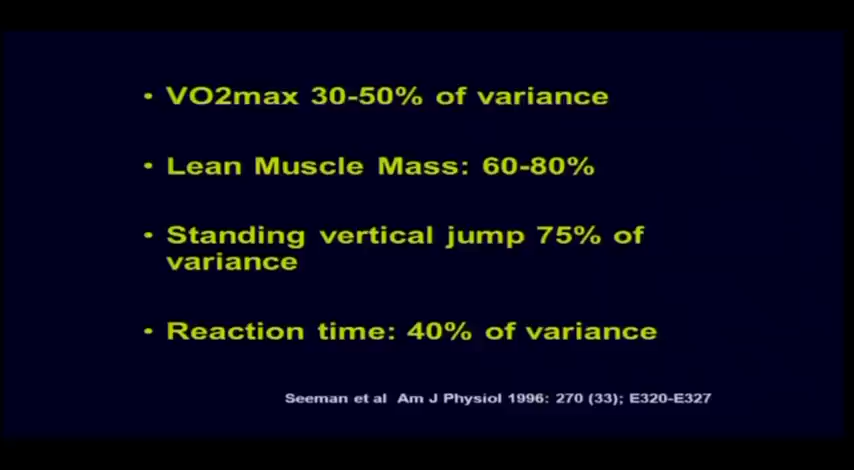 • VO2max 30-50% of variance
• Lean Muscle Mass: 60-80%
• Standing vertical jump 75% of
variance
• Reaction time: 40% of variance
Seeman et al Am J Physiol 1996: 270 (33); E320-E327